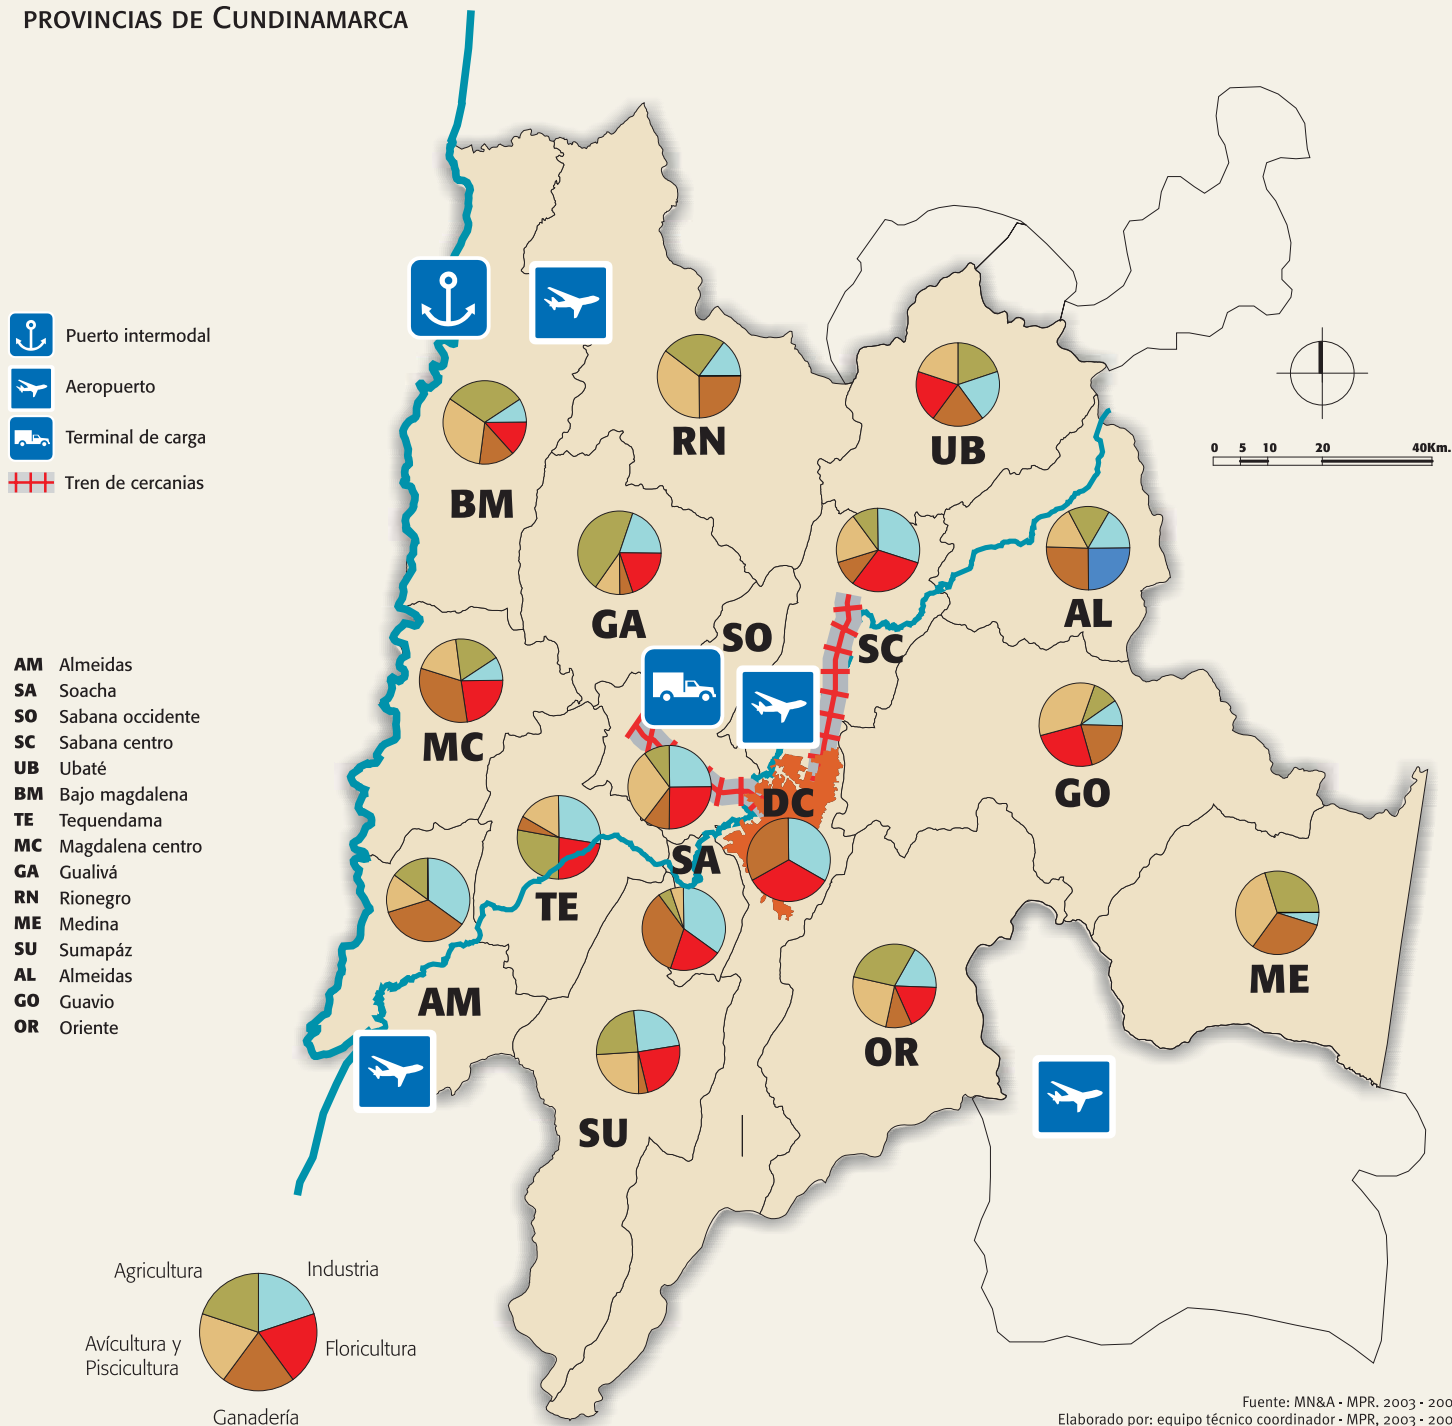 PROVINCIAS DE CUNDINAMARCA
Puerto intermodal
Aeropuerto
Terminal de carga
Tren de cercanias
0 5 10 20 40Km.
RN
UB
BM
GA
SO
SC
AL
MC
GO
DC
SA
TE
AM
ME
OR
SU
AM Almeidas
SA Soacha
SO Sabana occidente
SC Sabana centro
UB Ubaté
BM Bajo magdalena
TE Tequendama
MC Magdalena centro
GA Gualivá
RN Rionegro
ME Medina
SU Sumapáz
AL Almeidas
GO Guavio
OR Oriente
Agricultura
Industria
Avícultura y
Piscicultura
Floricultura
Ganadería
Fuente: MN&A - MPR. 2003 - 200
Elaborado por: equipo técnico coordinador - MPR, 2003 - 200